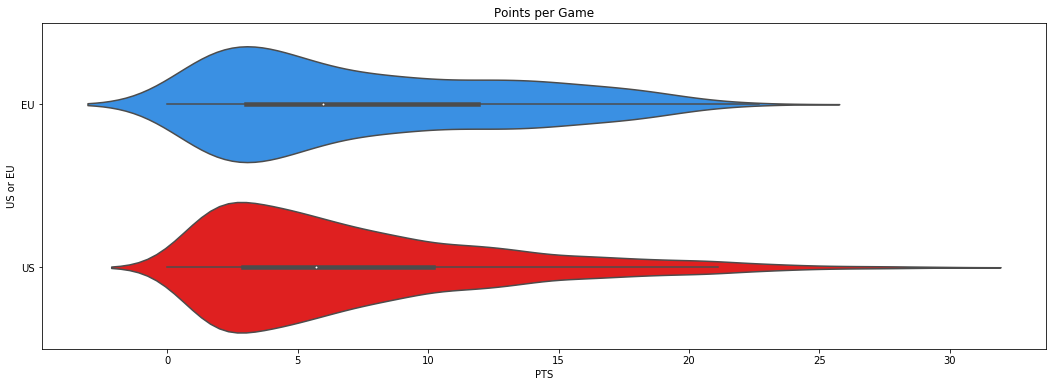 Points per Game
US or EU
EU
US
0 5 10 15 20 25 30
PTS